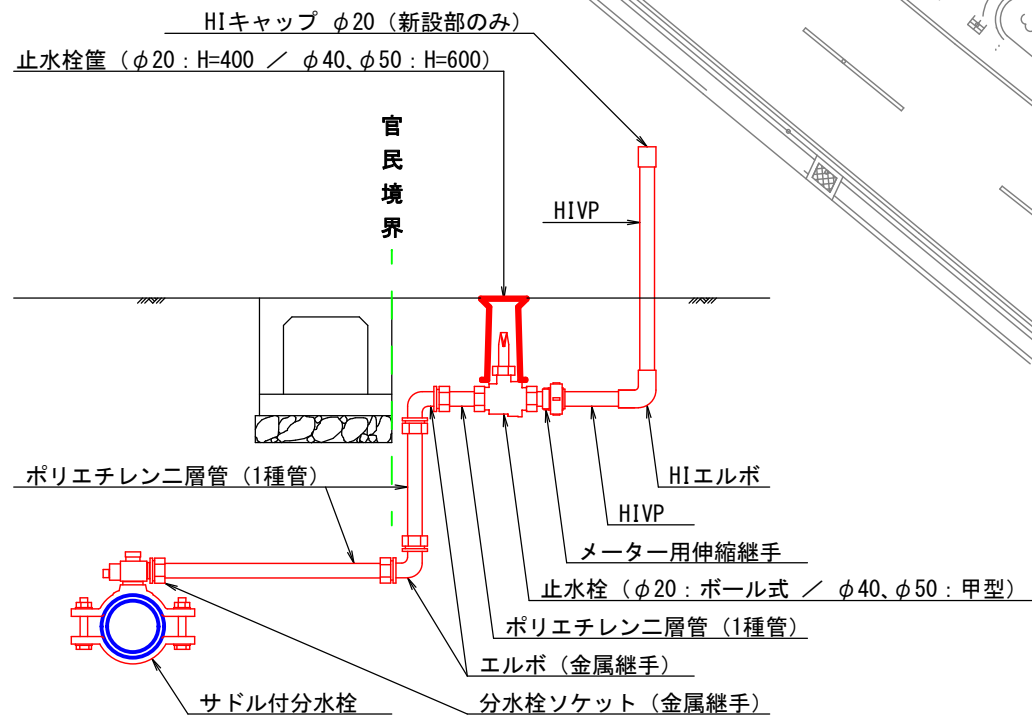 HIキャップ φ20（新設部のみ）
止水栓筐（φ20：H=400 ／ φ40、φ50：H=600）
官民境界
HIVP
ポリエチレン二層管（1種管）
HIエルボ
HIVP
メーター用伸縮継手
止水栓（φ20：ボール式 ／ φ40、φ50：甲型）
ポリエチレン二層管（1種管）
エルボ（金属継手）
サドル付分水栓
分水栓ソケット（金属継手）